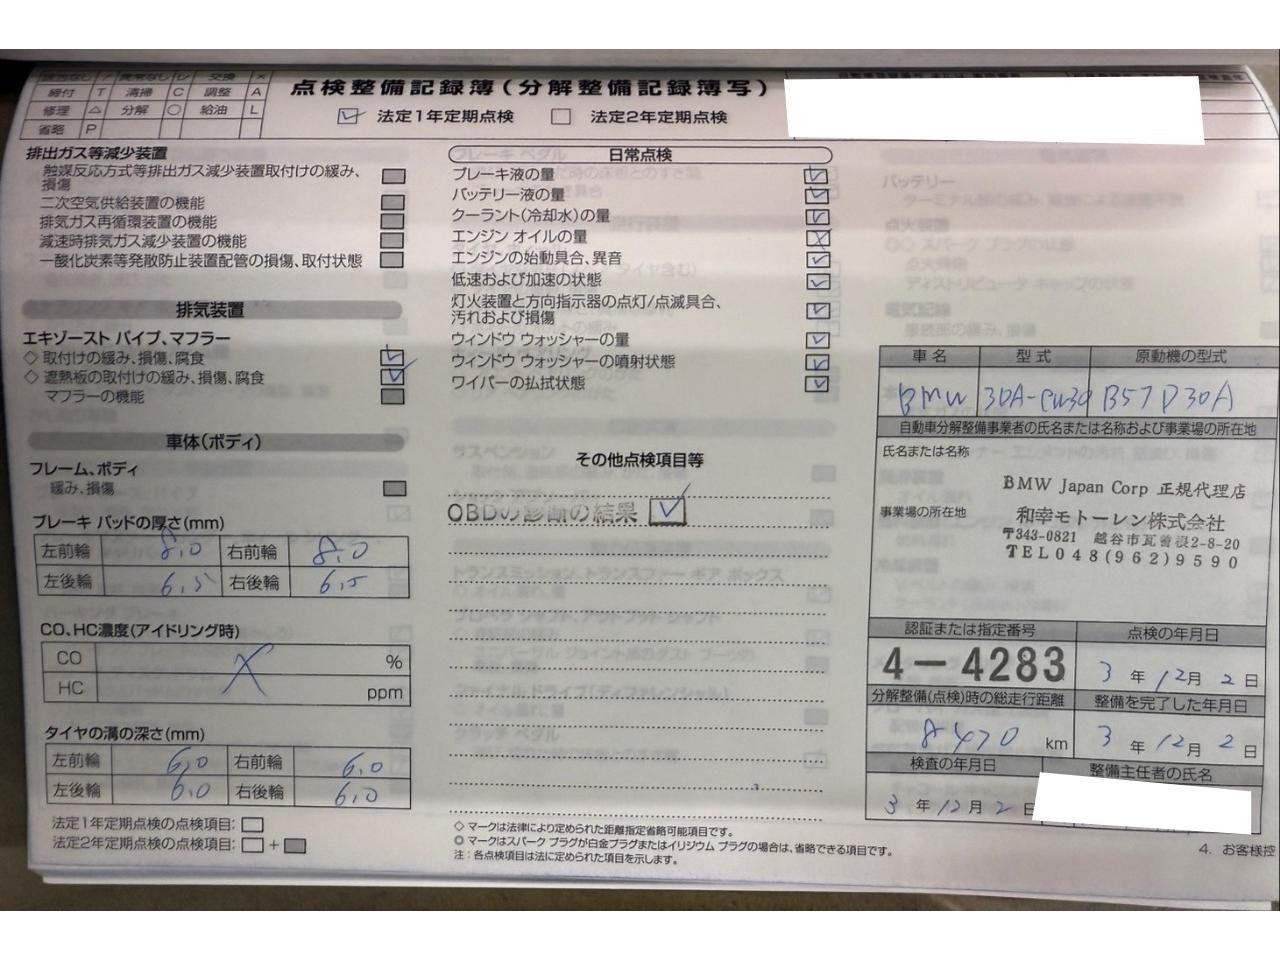 該当なし / 異常なし レ 交換 ×
締付 T 清掃 C 調整 A
修理 △ 分解 ○ 給油 L
省略 P
点検整備記録簿(分解整備記録簿写)
法定1年定期点検 法定2年定期点検
排出ガス等減少装置
触媒反応方式等排出ガス減少装置取付けの緩み、
損傷
二次空気供給装置の機能
排気ガス再循環装置の機能
減速時排気ガス減少装置の機能
一酸化炭素等発散防止装置配管の損傷、取付状態
排気装置
エキゾースト パイプ、マフラー
◇ 取付けの緩み、損傷、腐食
◇ 遮熱板の取付けの緩み、損傷、腐食
マフラーの機能
車体(ボディ)
フレーム、ボディ
緩み、損傷
ブレーキ パッドの厚さ(mm)
左前輪 8.0 右前輪 8.0
左後輪 6.5 右後輪 6.5
CO、HC濃度(アイドリング時)
CO %
HC ppm
タイヤの溝の深さ(mm)
左前輪 6.0 右前輪 6.0
左後輪 6.0 右後輪 6.0
法定1年定期点検の点検項目:
法定2年定期点検の点検項目: +
日常点検
ブレーキ液の量
バッテリー液の量
クーラント(冷却水)の量
エンジン オイルの量
エンジンの始動具合、異音
低速および加速の状態
灯火装置と方向指示器の点灯/点滅具合、
汚れおよび損傷
ウィンドウ ウォッシャーの量
ウィンドウ ウォッシャーの噴射状態
ワイパーの払拭状態
その他点検項目等
OBDの診断の結果
◇ マークは法律により定められた距離指定省略可能項目です。
◎ マークはスパーク プラグが白金プラグまたはイリジウム プラグの場合は、省略できる項目です。
注:各点検項目は法に定められた項目を示します。
車名 型式 原動機の型式
BMW 30A-CW30 B57D30A
自動車分解整備事業者の氏名または名称および事業場の所在地
氏名または名称
BMW Japan Corp 正規代理店
事業場の所在地 和幸モトーレン株式会社
〒343-0821 越谷市瓦曽根2-8-20
TEL048(962)9590
認証または指定番号 点検の年月日
4-4283 3 年 12 月 2 日
分解整備(点検)時の総走行距離 整備を完了した年月日
8470 km 3 年 12 月 2 日
検査の年月日 整備主任者の氏名
3 年 12 月 2 日
4. お客様控